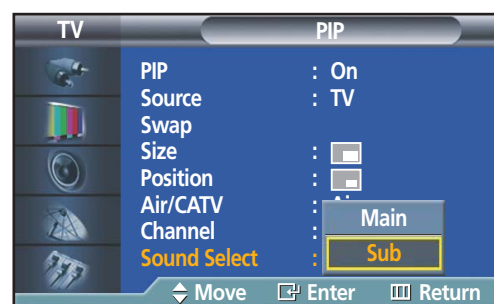 TV PIP
PIP : On
Source : TV
Swap
Size :
Position :
Air/CATV :
Channel : Main
Sound Select : Sub
Move Enter Return